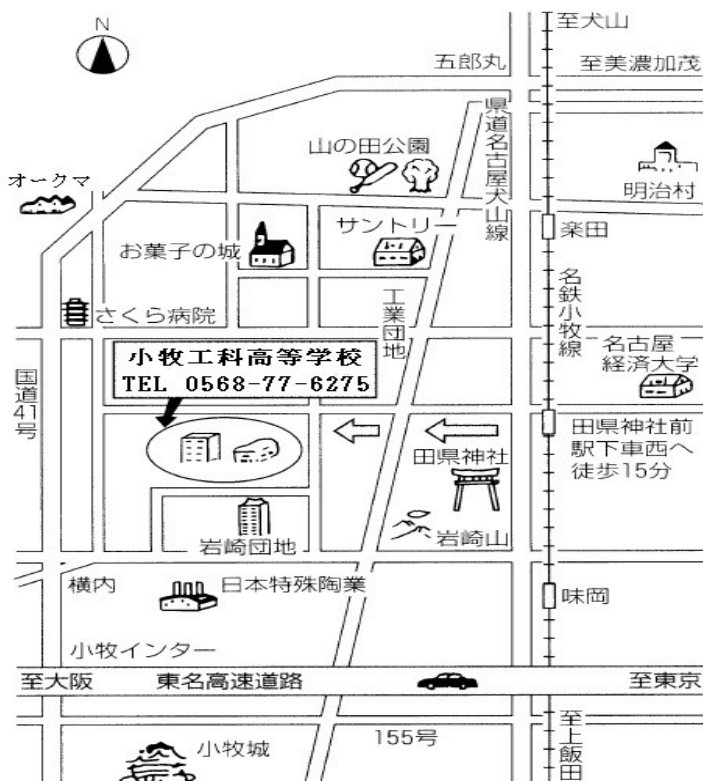 N
至犬山
五郎丸
至美濃加茂
県道名古屋犬山線
山の田公園
オークマ
明治村
サントリー
楽田
お菓子の城
工業団地
名鉄小牧線
さくら病院
小牧工科高等学校
TEL 0568-77-6275
名古屋
経済大学
国道41号
田県神社前
駅下車西へ
徒歩15分
田県神社
岩崎山
岩崎団地
横内
日本特殊陶業
味岡
小牧インター
至大阪
東名高速道路
至東京
小牧城
155号
至上飯田